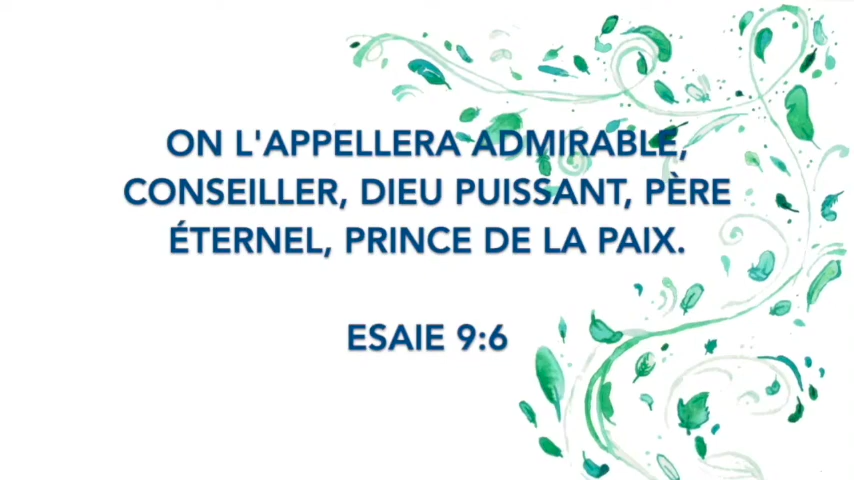 ON L'APPELLERA ADMIRABLE,
CONSEILLER, DIEU PUISSANT, PÈRE
ÉTERNEL, PRINCE DE LA PAIX.
ESAIE 9:6